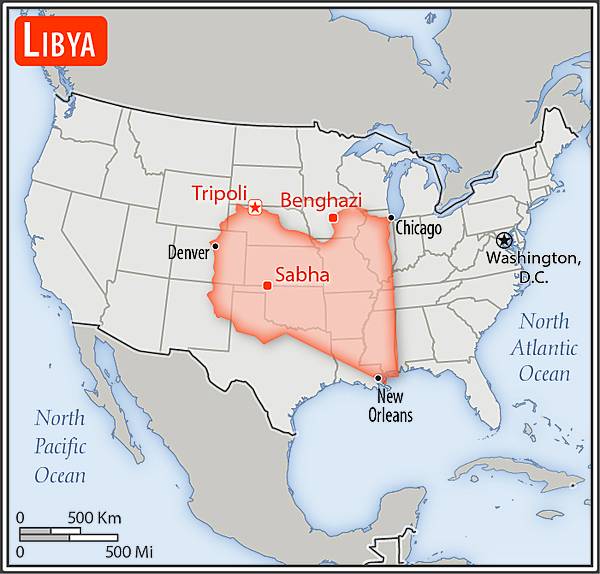 LIBYA
Tripoli
Benghazi
Chicago
Denver
Washington,
D.C.
Sabha
North
Atlantic
Ocean
New
Orleans
North
Pacific
Ocean
0 500 Km
0 500 Mi